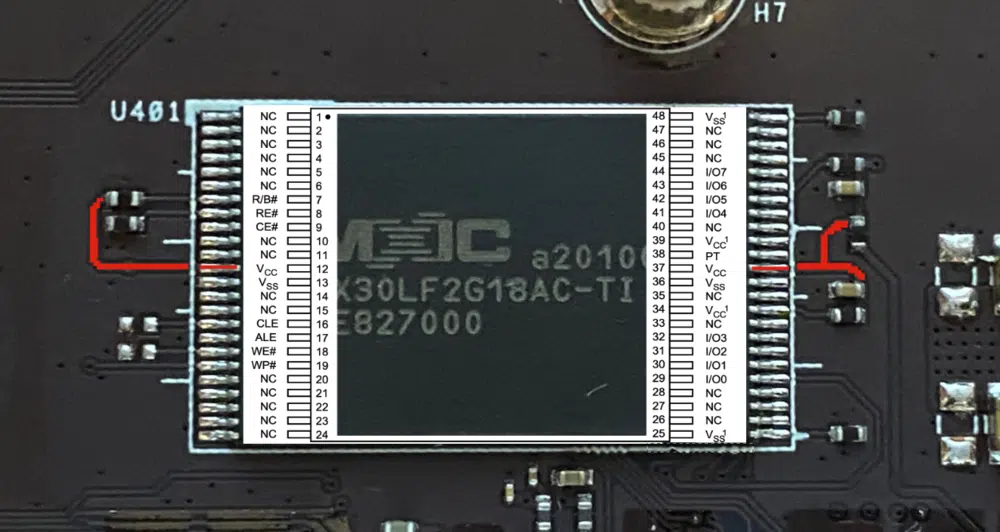 H7
U401
NC 1
NC 2
NC 3
NC 4
NC 5
NC 6
R/B# 7
RE# 8
CE# 9
NC 10
NC 11
VCC 12
VSS 13
NC 14
NC 15
CLE 16
ALE 17
WE# 18
WP# 19
NC 20
NC 21
NC 22
NC 23
NC 24
MXIC a2010
X30LF2G18AC-TI
E827000
48 VSS¹
47 NC
46 NC
45 NC
44 I/O7
43 I/O6
42 I/O5
41 I/O4
40 NC
39 VCC¹
38 PT
37 VCC
36 VSS
35 NC
34 VCC¹
33 NC
32 I/O3
31 I/O2
30 I/O1
29 I/O0
28 NC
27 NC
26 NC
25 VSS¹